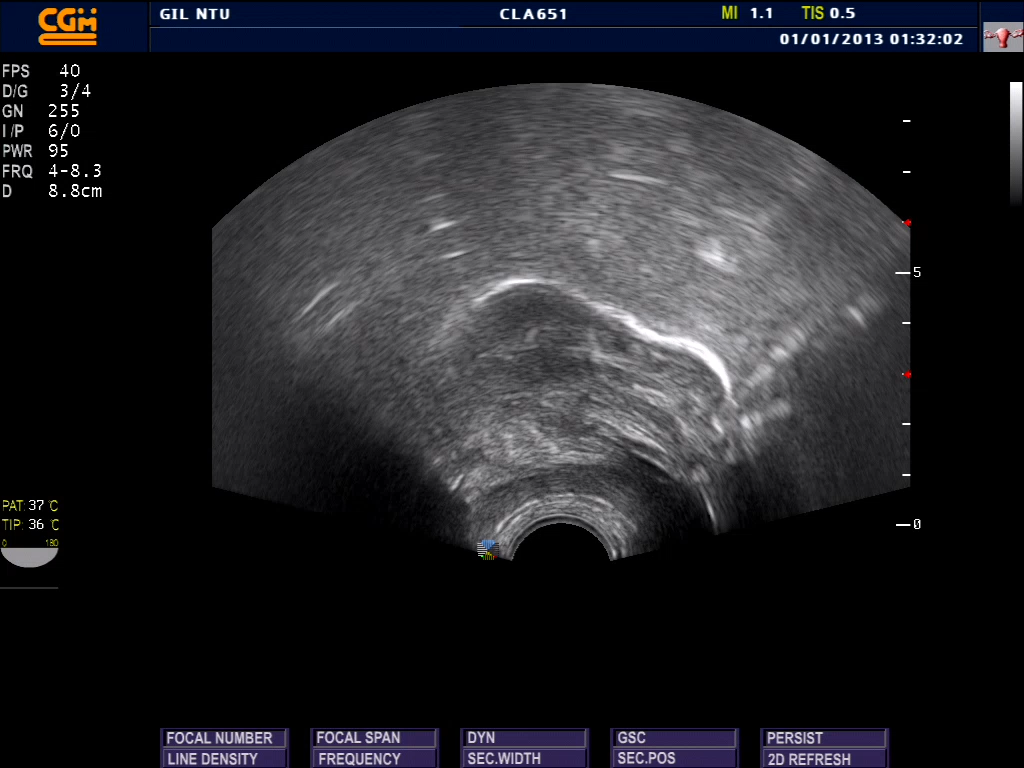 CGM
GIL NTU CLA651 MI 1.1 TIS 0.5
01/01/2013 01:32:02
FPS 40
D/G 3/4
GN 255
I/P 6/0
PWR 95
FRQ 4-8.3
D 8.8cm
5
PAT: 37 °C
TIP: 36 °C
0 180
0
FOCAL NUMBER FOCAL SPAN DYN GSC PERSIST
LINE DENSITY FREQUENCY SEC.WIDTH SEC.POS 2D REFRESH